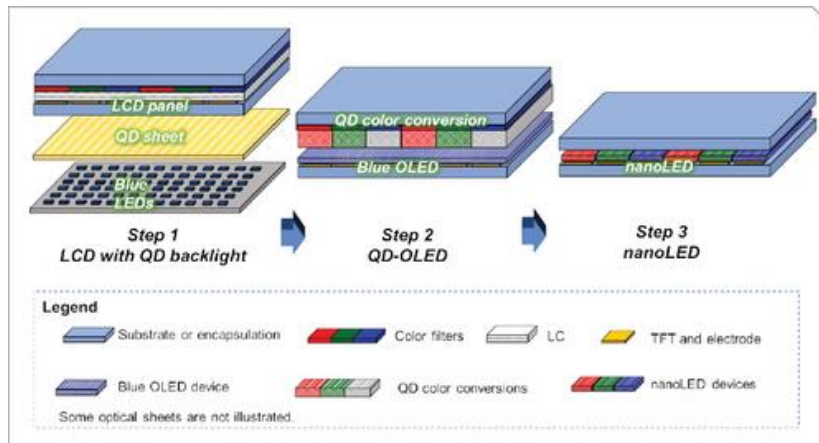 LCD panel
QD sheet
Blue
LEDs
QD color conversion
Blue OLED
nanoLED
Step 1
LCD with QD backlight
Step 2
QD-OLED
Step 3
nanoLED
Legend
Substrate or encapsulation
Color filters
LC
TFT and electrode
Blue OLED device
QD color conversions
nanoLED devices
Some optical sheets are not illustrated.